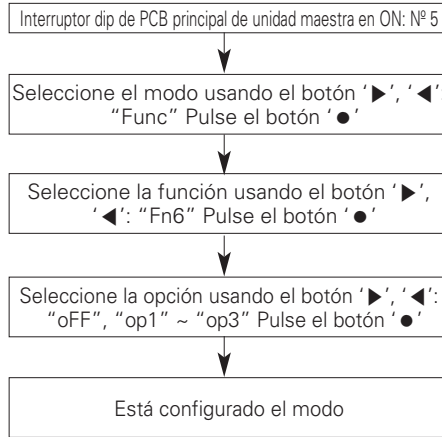 Interruptor dip de PCB principal de unidad maestra en ON: Nº 5
Seleccione el modo usando el botón ‘▶’, ‘◀’:
“Func” Pulse el botón ‘●’
Seleccione la función usando el botón ‘▶’,
‘◀’: “Fn6” Pulse el botón ‘●’
Seleccione la opción usando el botón ‘▶’, ‘◀’:
“oFF”, “op1” ~ “op3” Pulse el botón ‘●’
Está configurado el modo